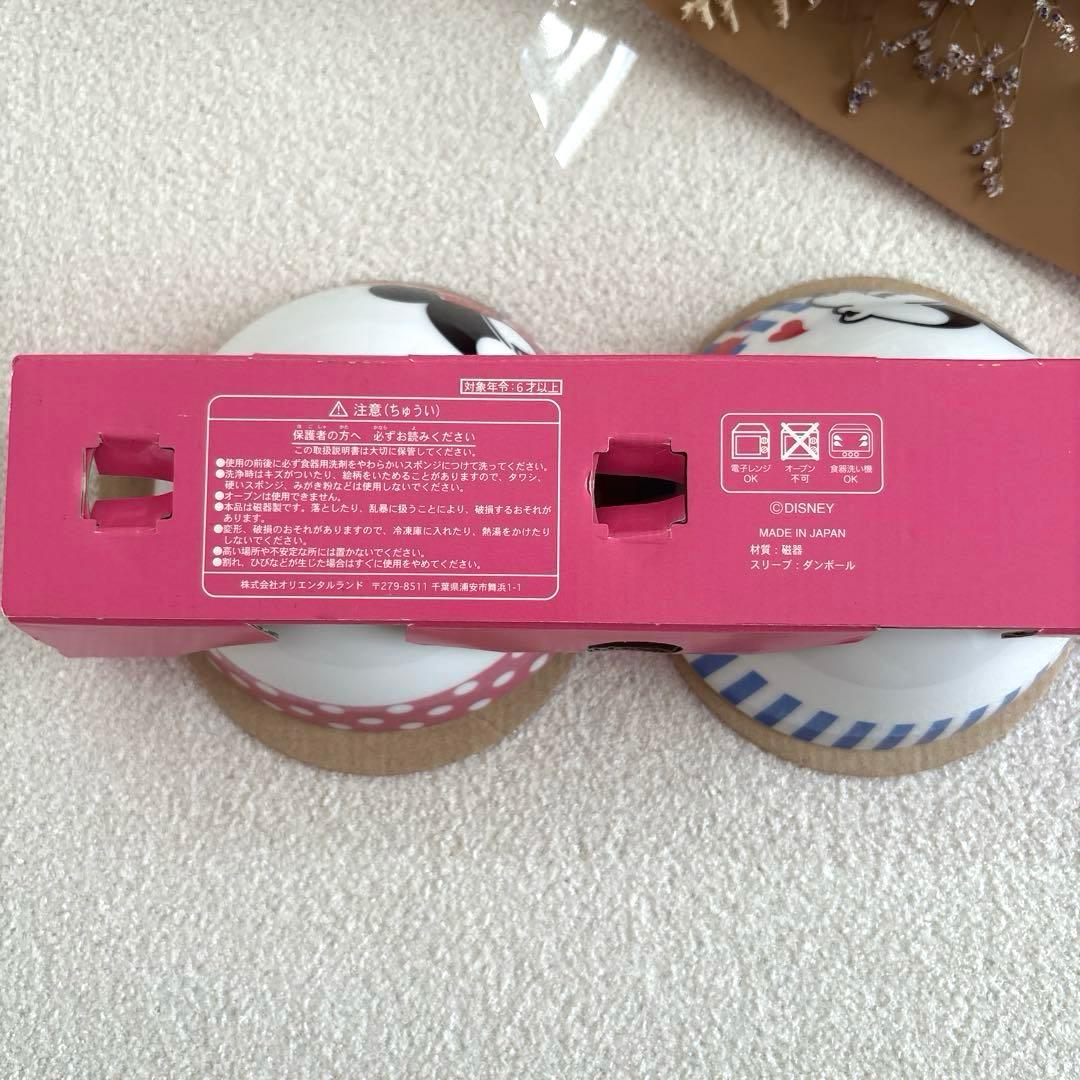 対象年令：6才以上
⚠ 注意（ちゅうい）
保護者の方へ 必ずお読みください
この取扱説明書は大切に保管してください。
●使用の前後に必ず食器用洗剤をやわらかいスポンジにつけて洗ってください。
●洗浄時はキズがついたり、絵柄をいためることがありますので、タワシ、
硬いスポンジ、みがき粉などは使用しないでください。
●オーブンは使用できません。
●本品は磁器製です。落としたり、乱暴に扱うことにより、破損するおそれが
あります。
●変形、破損のおそれがありますので、冷凍庫に入れたり、熱湯をかけたり
しないでください。
●高い場所や不安定な所には置かないでください。
●割れ、ひびなどが生じた場合はすぐに使用をやめてください。
株式会社オリエンタルランド 〒279-8511 千葉県浦安市舞浜1-1
電子レンジ
OK
オーブン
不可
食器洗い機
OK
©DISNEY
MADE IN JAPAN
材質：磁器
スリーブ：ダンボール